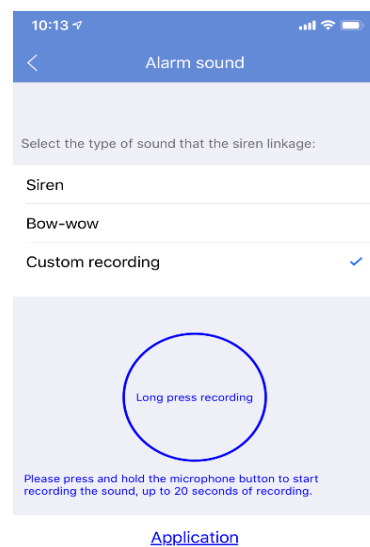 10:13
Alarm sound
Select the type of sound that the siren linkage:
Siren
Bow-wow
Custom recording
Long press recording
Please press and hold the microphone button to start
recording the sound, up to 20 seconds of recording.
Application